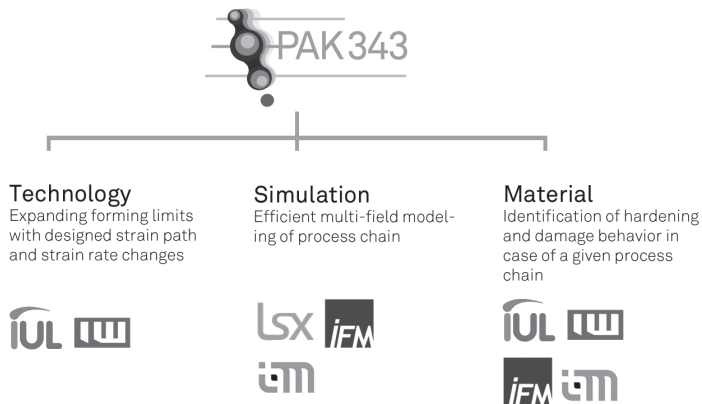 PAK 343
Technology
Expanding forming limits
with designed strain path
and strain rate changes
Simulation
Efficient multi-field model-
ing of process chain
Material
Identification of hardening
and damage behavior in
case of a given process
chain
IUL
lsx
iFM
IUL
iFM